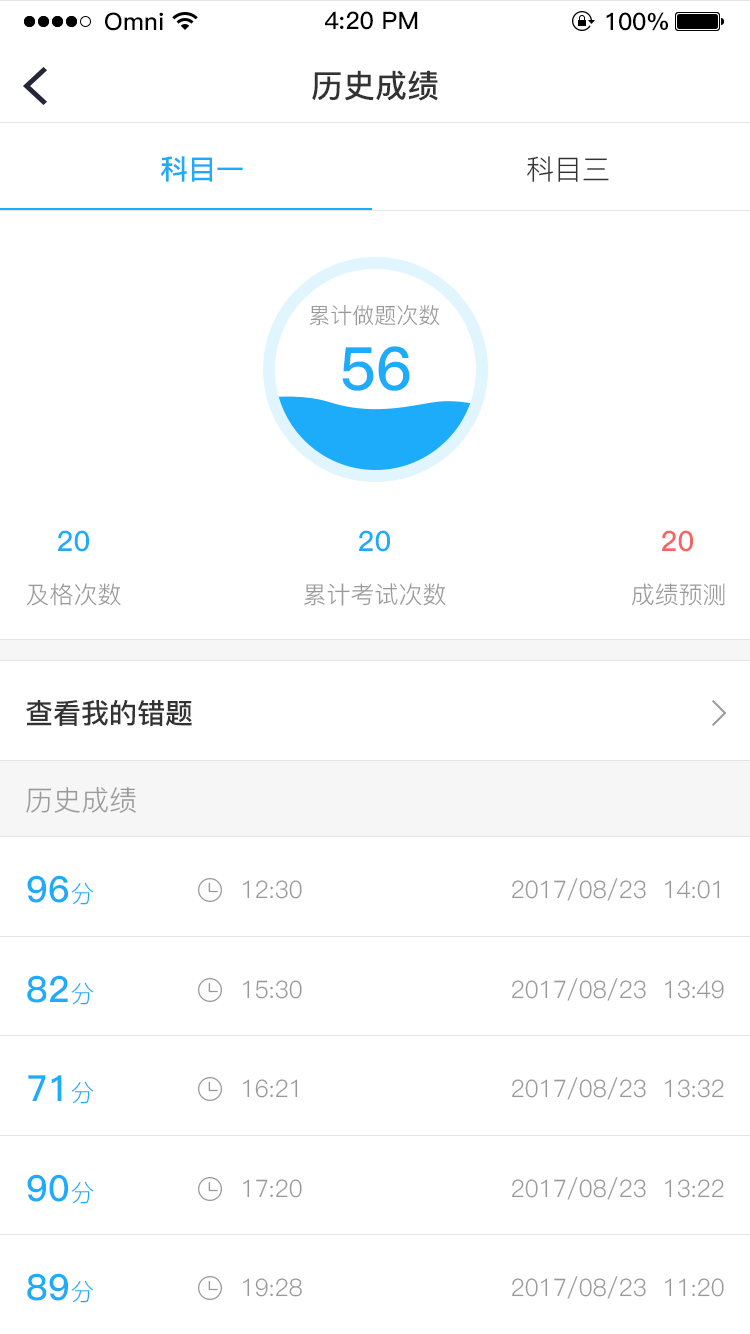 Omni 4:20 PM 100%
历史成绩
科目一 科目三
累计做题次数
56
20 20 20
及格次数 累计考试次数 成绩预测
查看我的错题
历史成绩
96分 12:30 2017/08/23 14:01
82分 15:30 2017/08/23 13:49
71分 16:21 2017/08/23 13:32
90分 17:20 2017/08/23 13:22
89分 19:28 2017/08/23 11:20